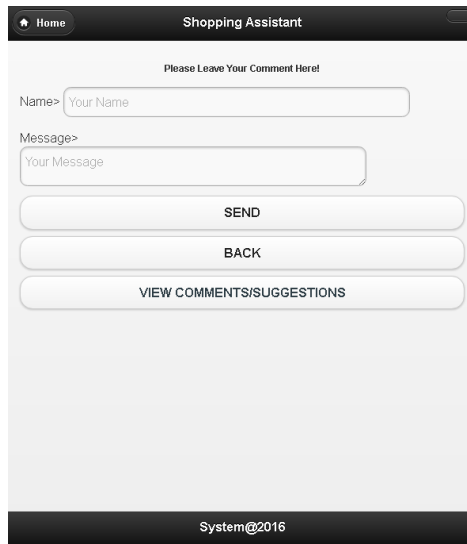 Home
Shopping Assistant
Please Leave Your Comment Here!
Name> Your Name
Message>
Your Message
SEND
BACK
VIEW COMMENTS/SUGGESTIONS
System@2016